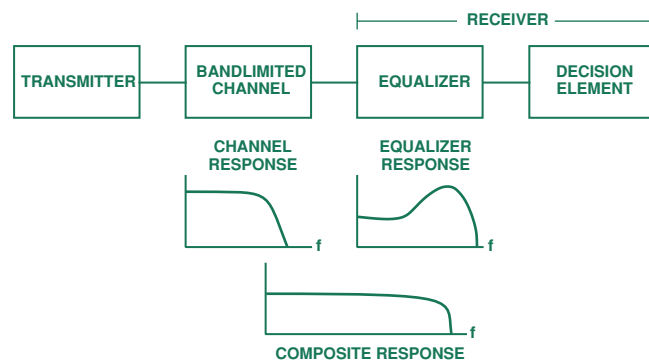 RECEIVER
TRANSMITTER
BANDLIMITED
CHANNEL
EQUALIZER
DECISION
ELEMENT
CHANNEL
RESPONSE
EQUALIZER
RESPONSE
f
f
f
COMPOSITE RESPONSE